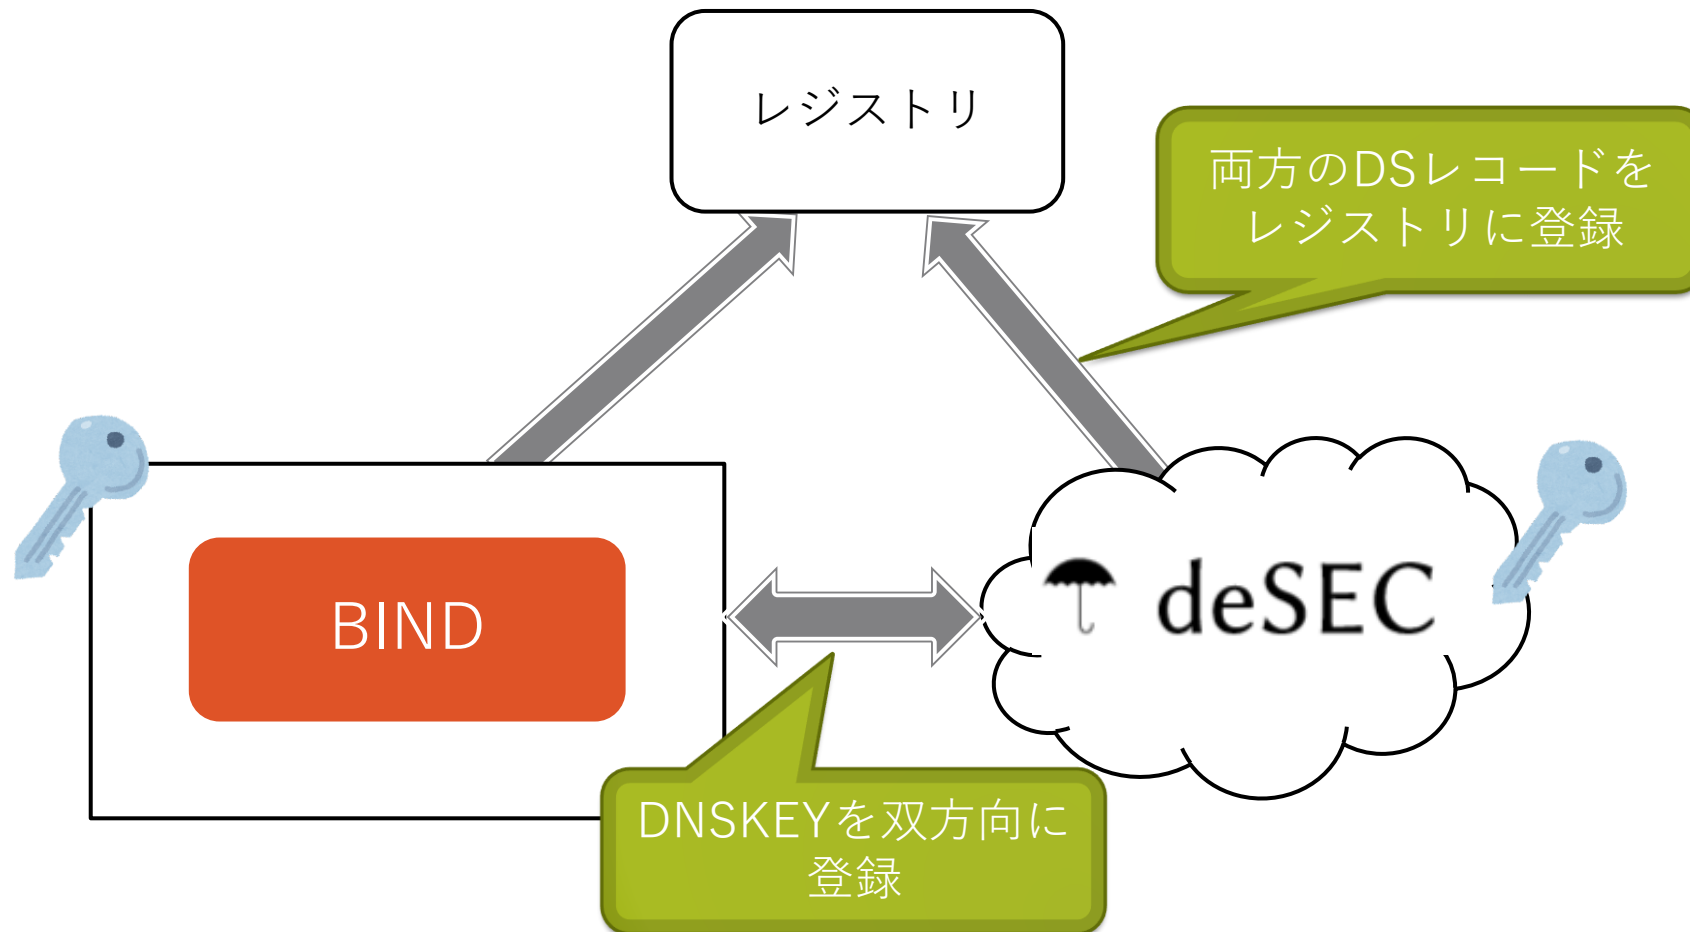 レジストリ
両方のDSレコードを
レジストリに登録
BIND
deSEC
DNSKEYを双方向に
登録